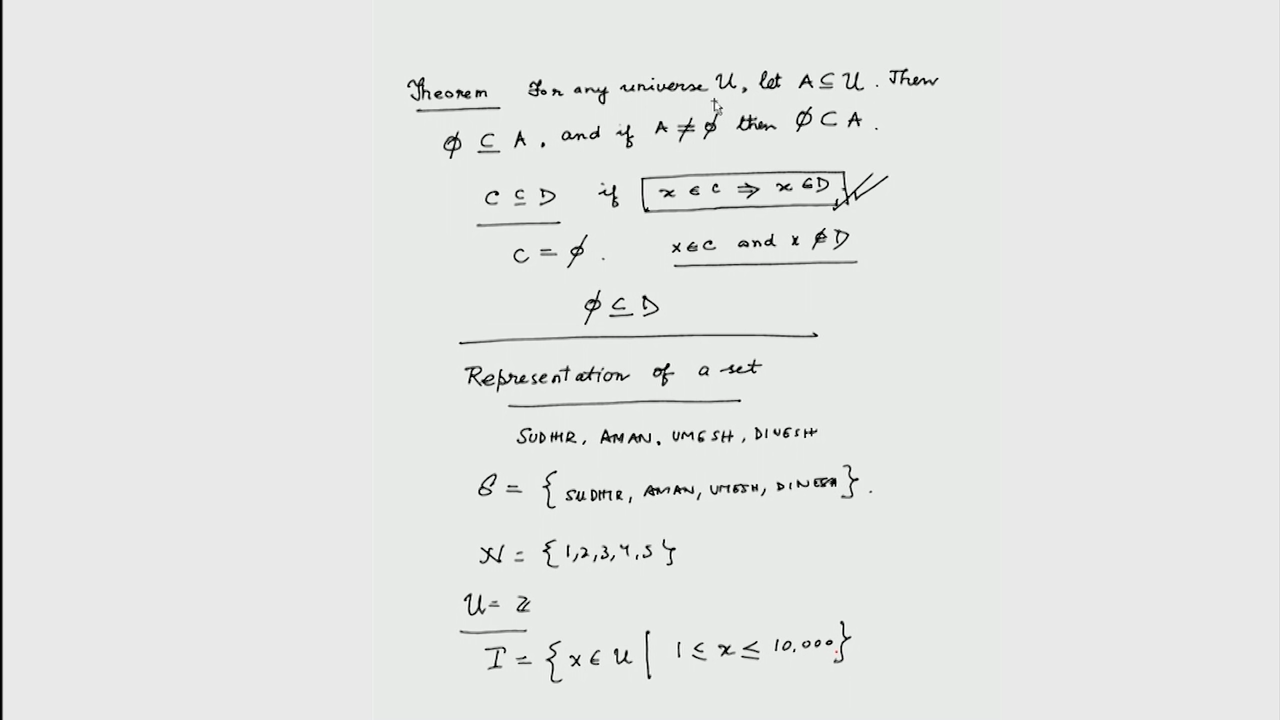 Theorem For any universe U, let A ⊆ U. Then
φ ⊆ A, and if A ≠ φ then φ ⊂ A.
C ⊆ D if x ∈ C ⇒ x ∈ D
C = φ. x ∈ C and x ∉ D
φ ⊆ D
Representation of a set
SUDHIR, AMAN, UMESH, DINESH
S = {SUDHIR, AMAN, UMESH, DINESH}.
N = {1,2,3,4,5}
U = ℤ
I = {x ∈ U | 1 ≤ x ≤ 10,000}